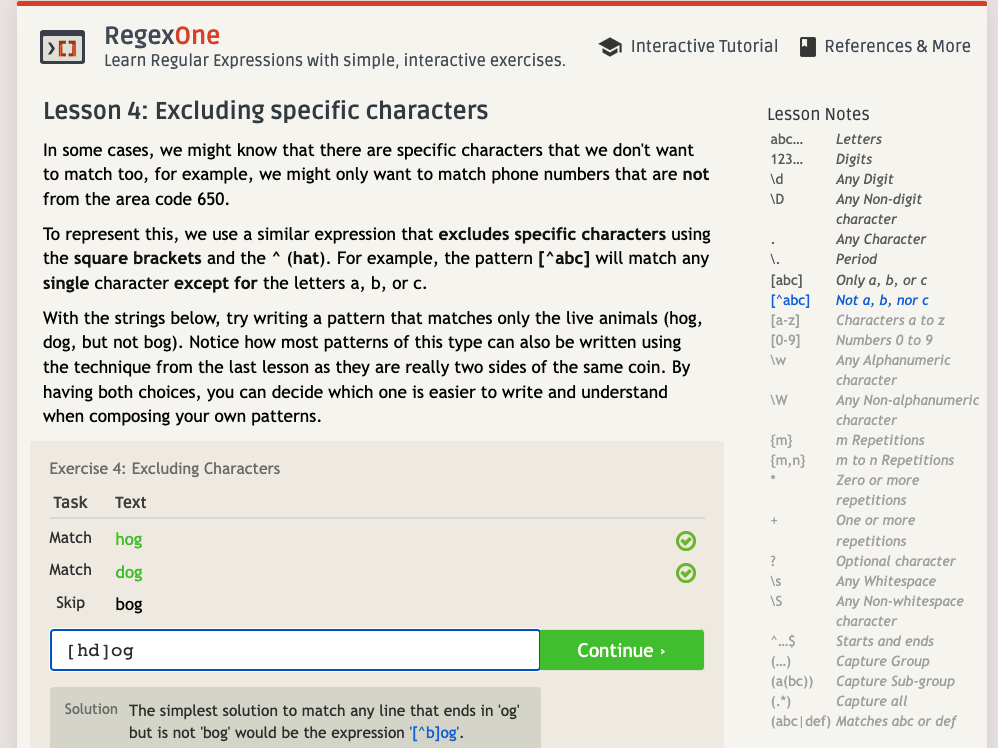 RegexOne
Learn Regular Expressions with simple, interactive exercises.
Interactive Tutorial
References & More
Lesson 4: Excluding specific characters
In some cases, we might know that there are specific characters that we don't want
to match too, for example, we might only want to match phone numbers that are not
from the area code 650.
To represent this, we use a similar expression that excludes specific characters using
the square brackets and the ^ (hat). For example, the pattern [^abc] will match any
single character except for the letters a, b, or c.
With the strings below, try writing a pattern that matches only the live animals (hog,
dog, but not bog). Notice how most patterns of this type can also be written using
the technique from the last lesson as they are really two sides of the same coin. By
having both choices, you can decide which one is easier to write and understand
when composing your own patterns.
Exercise 4: Excluding Characters
Task Text
Match hog
Match dog
Skip bog
[hd]og
Continue ›
Solution The simplest solution to match any line that ends in 'og'
but is not 'bog' would be the expression '[^b]og'.
Lesson Notes
abc… Letters
123… Digits
\d Any Digit
\D Any Non-digit
character
. Any Character
\. Period
[abc] Only a, b, or c
[^abc] Not a, b, nor c
[a-z] Characters a to z
[0-9] Numbers 0 to 9
\w Any Alphanumeric
character
\W Any Non-alphanumeric
character
{m} m Repetitions
{m,n} m to n Repetitions
* Zero or more
repetitions
+ One or more
repetitions
? Optional character
\s Any Whitespace
\S Any Non-whitespace
character
^…$ Starts and ends
(…) Capture Group
(a(bc)) Capture Sub-group
(.*) Capture all
(abc|def) Matches abc or def